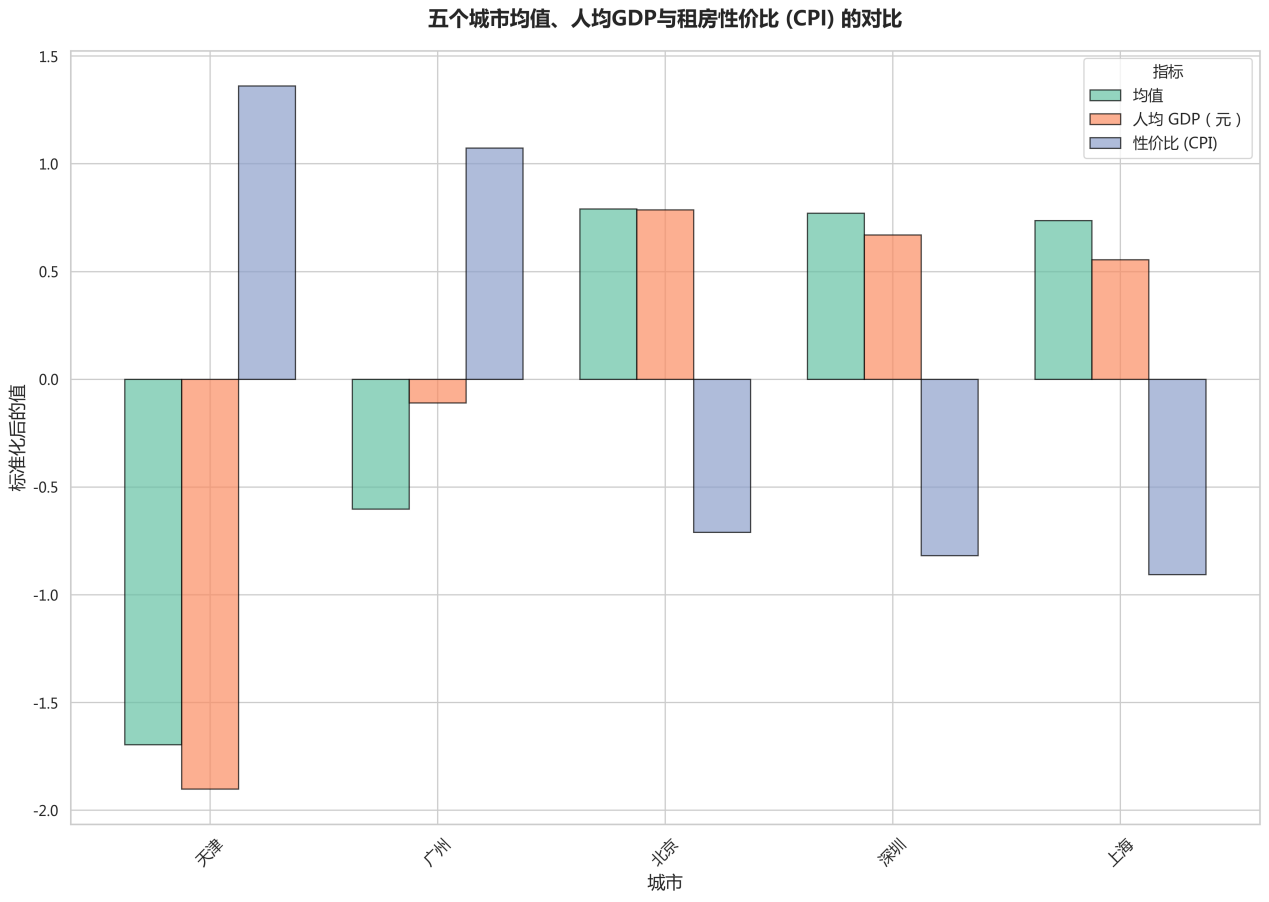 五个城市均值、人均GDP与租房性价比 (CPI) 的对比
指标
均值
人均 GDP（元）
性价比 (CPI)
1.5
1.0
0.5
0.0
-0.5
-1.0
-1.5
-2.0
标准化后的值
天津
广州
北京
深圳
上海
城市